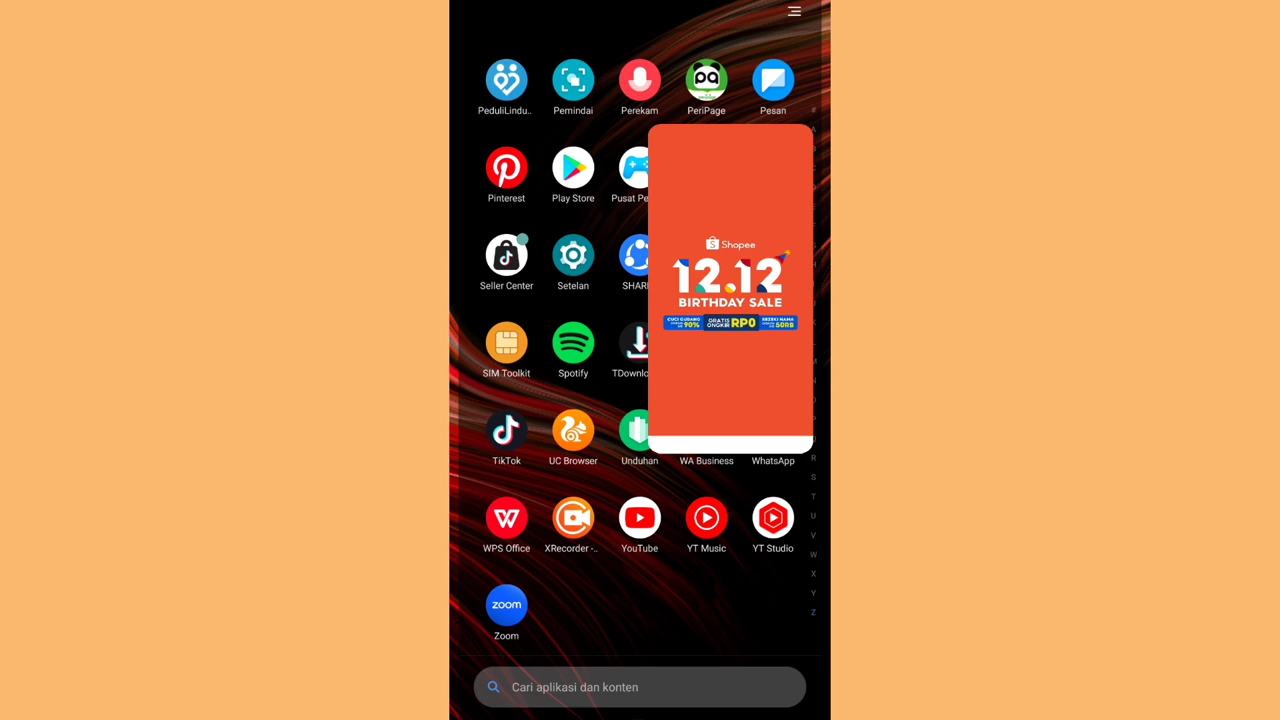 PeduliLindu..
Pemindai
Perekam
PeriPage
Pesan
Pinterest
Play Store
Pusat Pe
Seller Center
Setelan
SHAR
Shopee
12.12
BIRTHDAY SALE
CUCI GUDANG
90%
GRATIS
ONGKIR RP0
REZEKI NAMA
50RB
SIM Toolkit
Spotify
TDownlo
TikTok
UC Browser
Unduhan
WA Business
WhatsApp
WPS Office
XRecorder -..
YouTube
YT Music
YT Studio
zoom
Zoom
#
A
M
N
O
P
R
S
T
U
V
W
X
Y
Z
Cari aplikasi dan konten